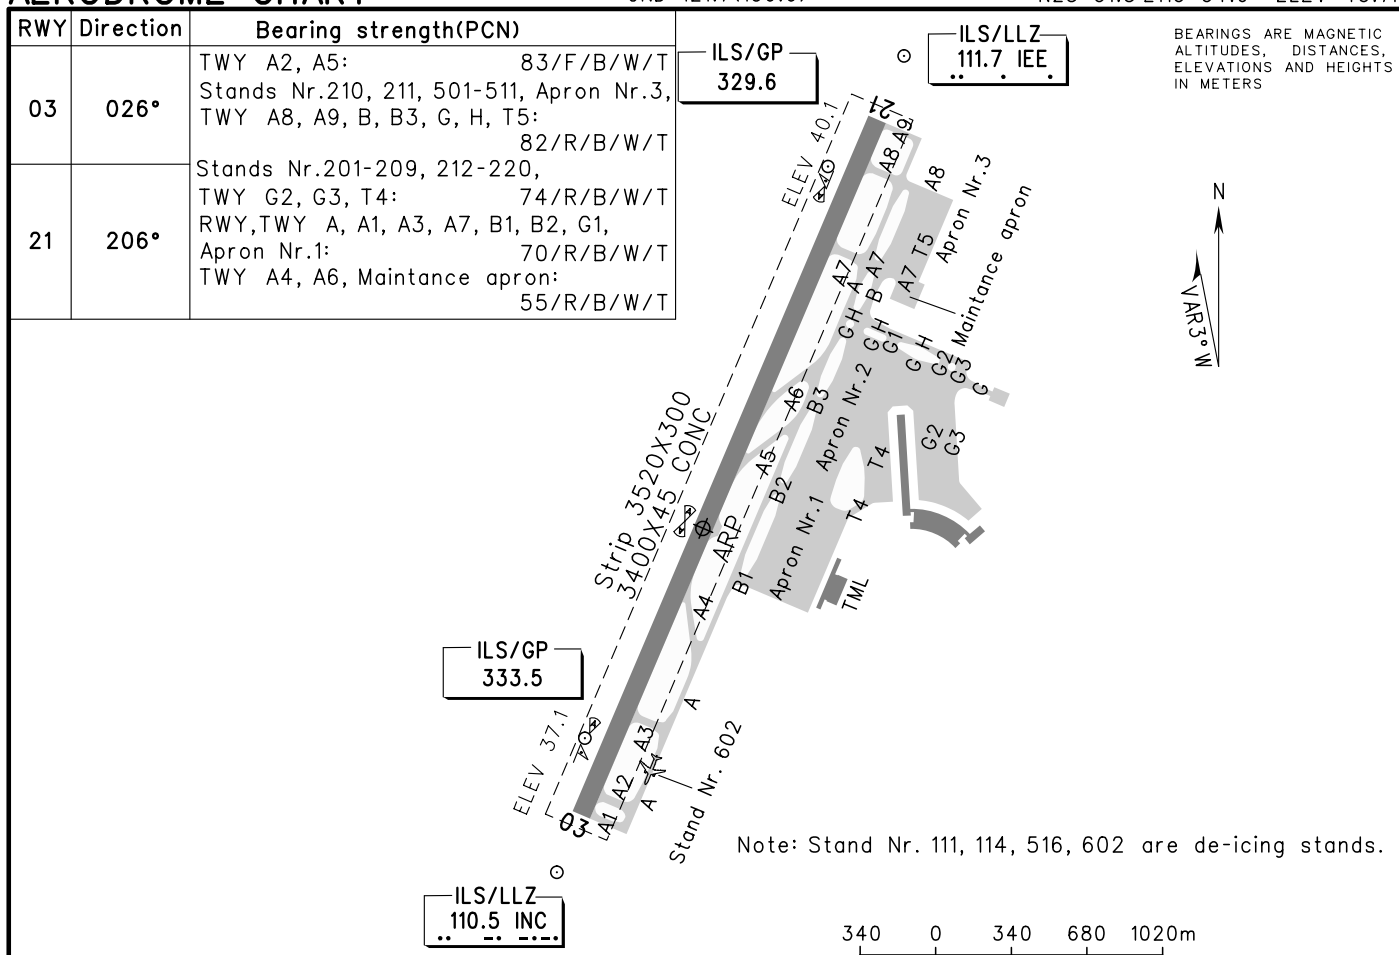 RWY Direction Bearing strength(PCN)
03 026°
21 206°
TWY A2, A5: 83/F/B/W/T
Stands Nr.210, 211, 501-511, Apron Nr.3,
TWY A8, A9, B, B3, G, H, T5:
82/R/B/W/T
Stands Nr.201-209, 212-220,
TWY G2, G3, T4: 74/R/B/W/T
RWY,TWY A, A1, A3, A7, B1, B2, G1,
Apron Nr.1: 70/R/B/W/T
TWY A4, A6, Maintance apron:
55/R/B/W/T
ILS/GP
329.6
ILS/LLZ
111.7 IEE
BEARINGS ARE MAGNETIC
ALTITUDES, DISTANCES,
ELEVATIONS AND HEIGHTS
IN METERS
N
VAR3°W
ELEV 40.1
21
A9
A8
A8
Apron Nr.3
Maintance apron
T5
A7
A7
A7
A
B
G H
G H
G1
G H
G2
G3
G
A6
B3
Apron Nr.2
G2
G3
T4
A5
B2
T4
Strip 3520X300
3400X45 CONC
ARP
Apron Nr.1
B1
TML
A4
ILS/GP
333.5
A
ELEV 37.1
A3
A2
A
A1
03
Stand Nr. 602
Note: Stand Nr. 111, 114, 516, 602 are de-icing stands.
ILS/LLZ
110.5 INC
340 0 340 680 1020m